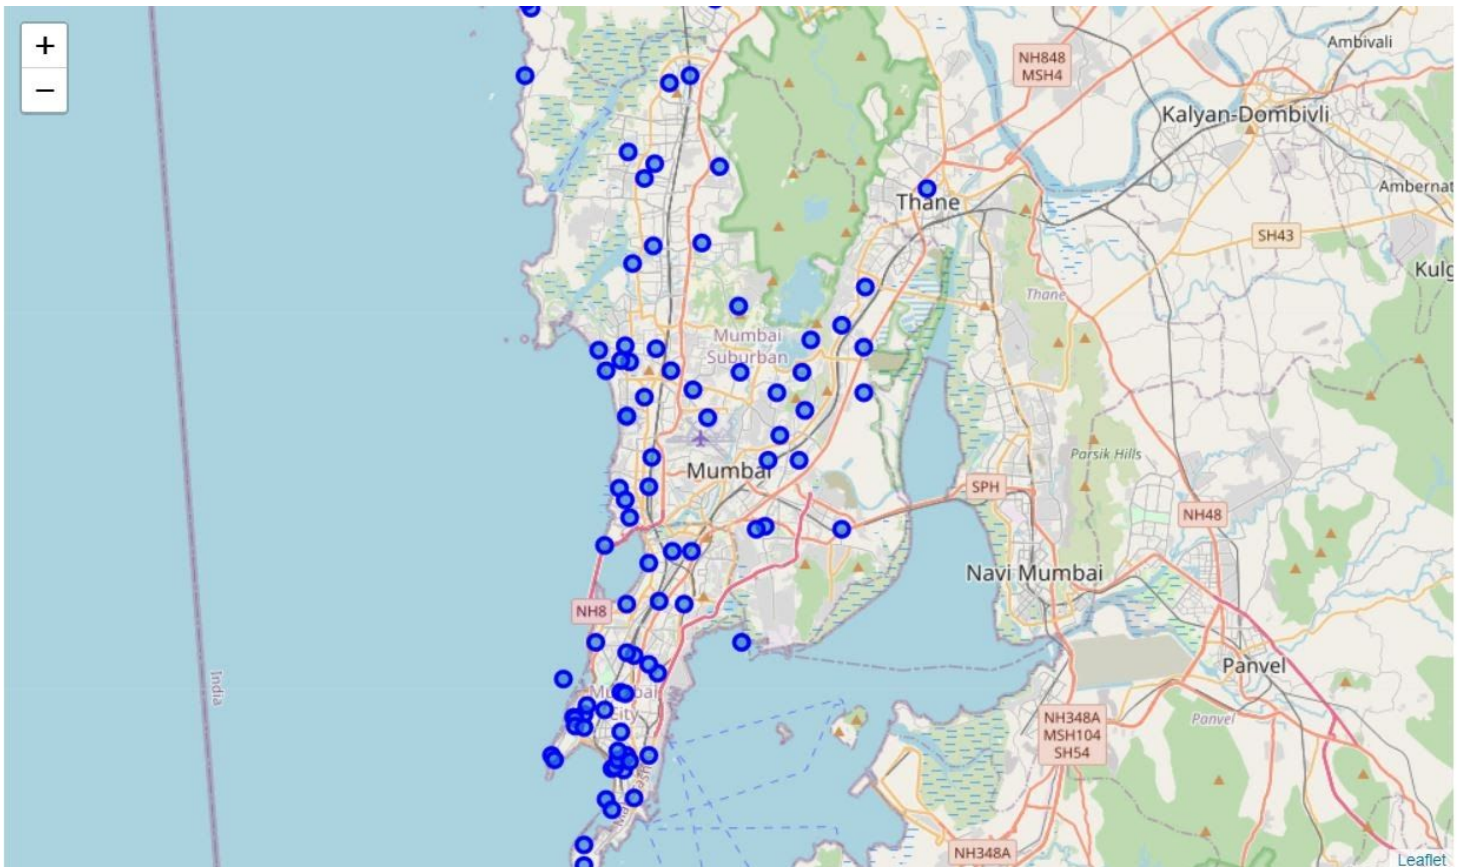 +
−
Ambivali
NH848
MSH4
Kalyan-Dombivli
Thane
Ambernat
SH43
Kulg
Thane
Mumbai
Suburban
Parsik Hills
Mumbai
SPH
NH48
Navi Mumbai
NH8
Panvel
India
City
Panvel
NH348A
MSH104
SH54
NH348A
Leaflet